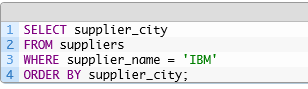 1 SELECT supplier_city
2 FROM suppliers
3 WHERE supplier_name = 'IBM'
4 ORDER BY supplier_city;